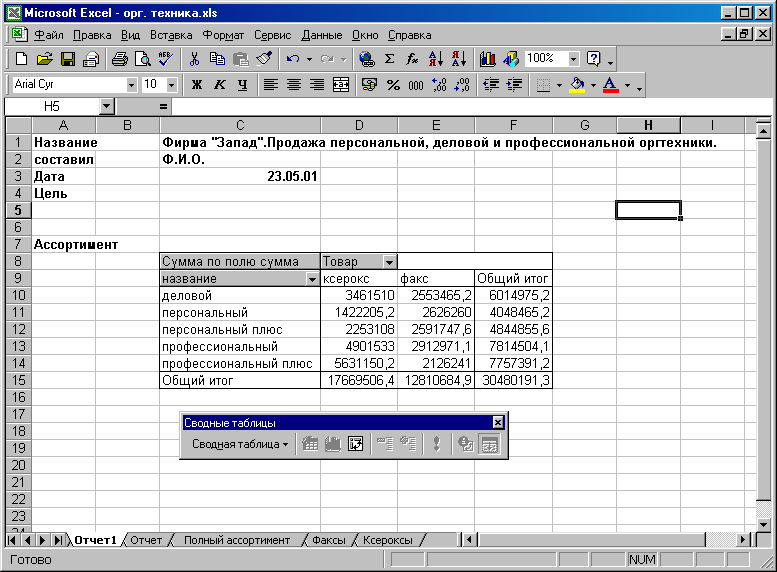 Microsoft Excel - орг. техника.xls
Файл Правка Вид Вставка Формат Сервис Данные Окно Справка
100%
Arial Cyr 10 Ж К Ч % 000
H5 =
A B C D E F G H I
1 Название Фирма "Запад".Продажа персональной, деловой и профессиональной оргтехники.
2 составил Ф.И.О.
3 Дата 23.05.01
4 Цель
5
6
7 Ассортимент
8 Сумма по полю сумма Товар
9 название ксерокс факс Общий итог
10 деловой 3461510 2553465,2 6014975,2
11 персональный 1422205,2 2626260 4048465,2
12 персональный плюс 2253108 2591747,6 4844855,6
13 профессиональный 4901533 2912971,1 7814504,1
14 профессиональный плюс 5631150,2 2126241 7757391,2
15 Общий итог 17669506,4 12810684,9 30480191,3
16
17
Сводные таблицы
18
Сводная таблица
19
20
21
22
23
24
Отчет1 Отчет Полный ассортимент Факсы Ксероксы
Готово NUM